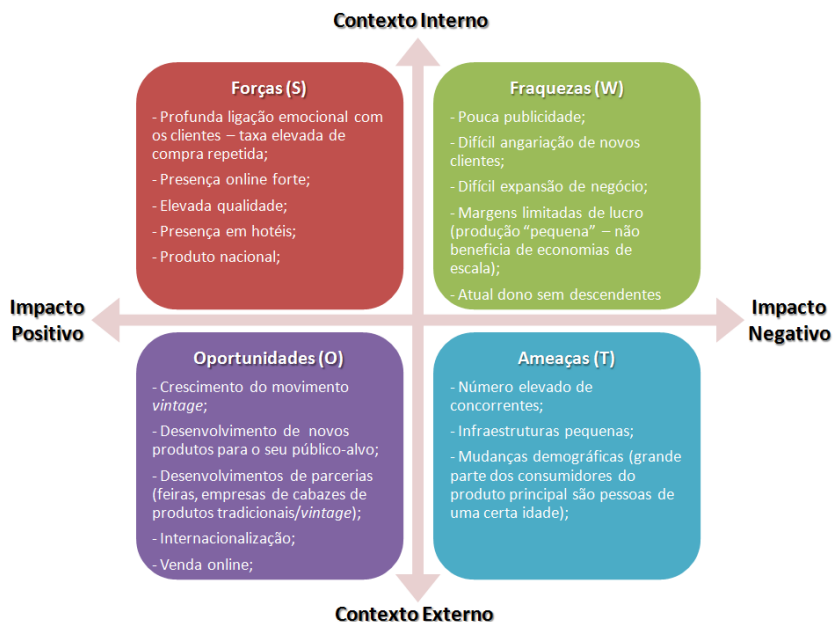 Contexto Interno
Forças (S)
- Profunda ligação emocional com
os clientes – taxa elevada de
compra repetida;
- Presença online forte;
- Elevada qualidade;
- Presença em hotéis;
- Produto nacional;
Fraquezas (W)
- Pouca publicidade;
- Difícil angariação de novos
clientes;
- Difícil expansão de negócio;
- Margens limitadas de lucro
(produção “pequena” – não
beneficia de economias de
escala);
- Atual dono sem descendentes
Impacto
Positivo
Impacto
Negativo
Oportunidades (O)
- Crescimento do movimento
vintage;
- Desenvolvimento de novos
produtos para o seu público-alvo;
- Desenvolvimentos de parcerias
(feiras, empresas de cabazes de
produtos tradicionais/vintage);
- Internacionalização;
- Venda online;
Ameaças (T)
- Número elevado de
concorrentes;
- Infraestruturas pequenas;
- Mudanças demográficas (grande
parte dos consumidores do
produto principal são pessoas de
uma certa idade);
Contexto Externo